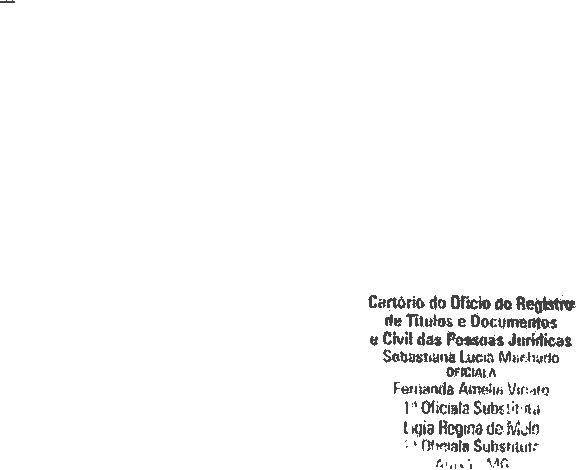 Cartório do Ofício do Registro
de Títulos e Documentos
e Civil das Pessoas Jurídicas
Sebastiana Lucia Machado
OFICIALA
Fernanda Amelia
1ª Oficiala Substituta
Ligia Regina de Melo
Oficiala Substituta
MG